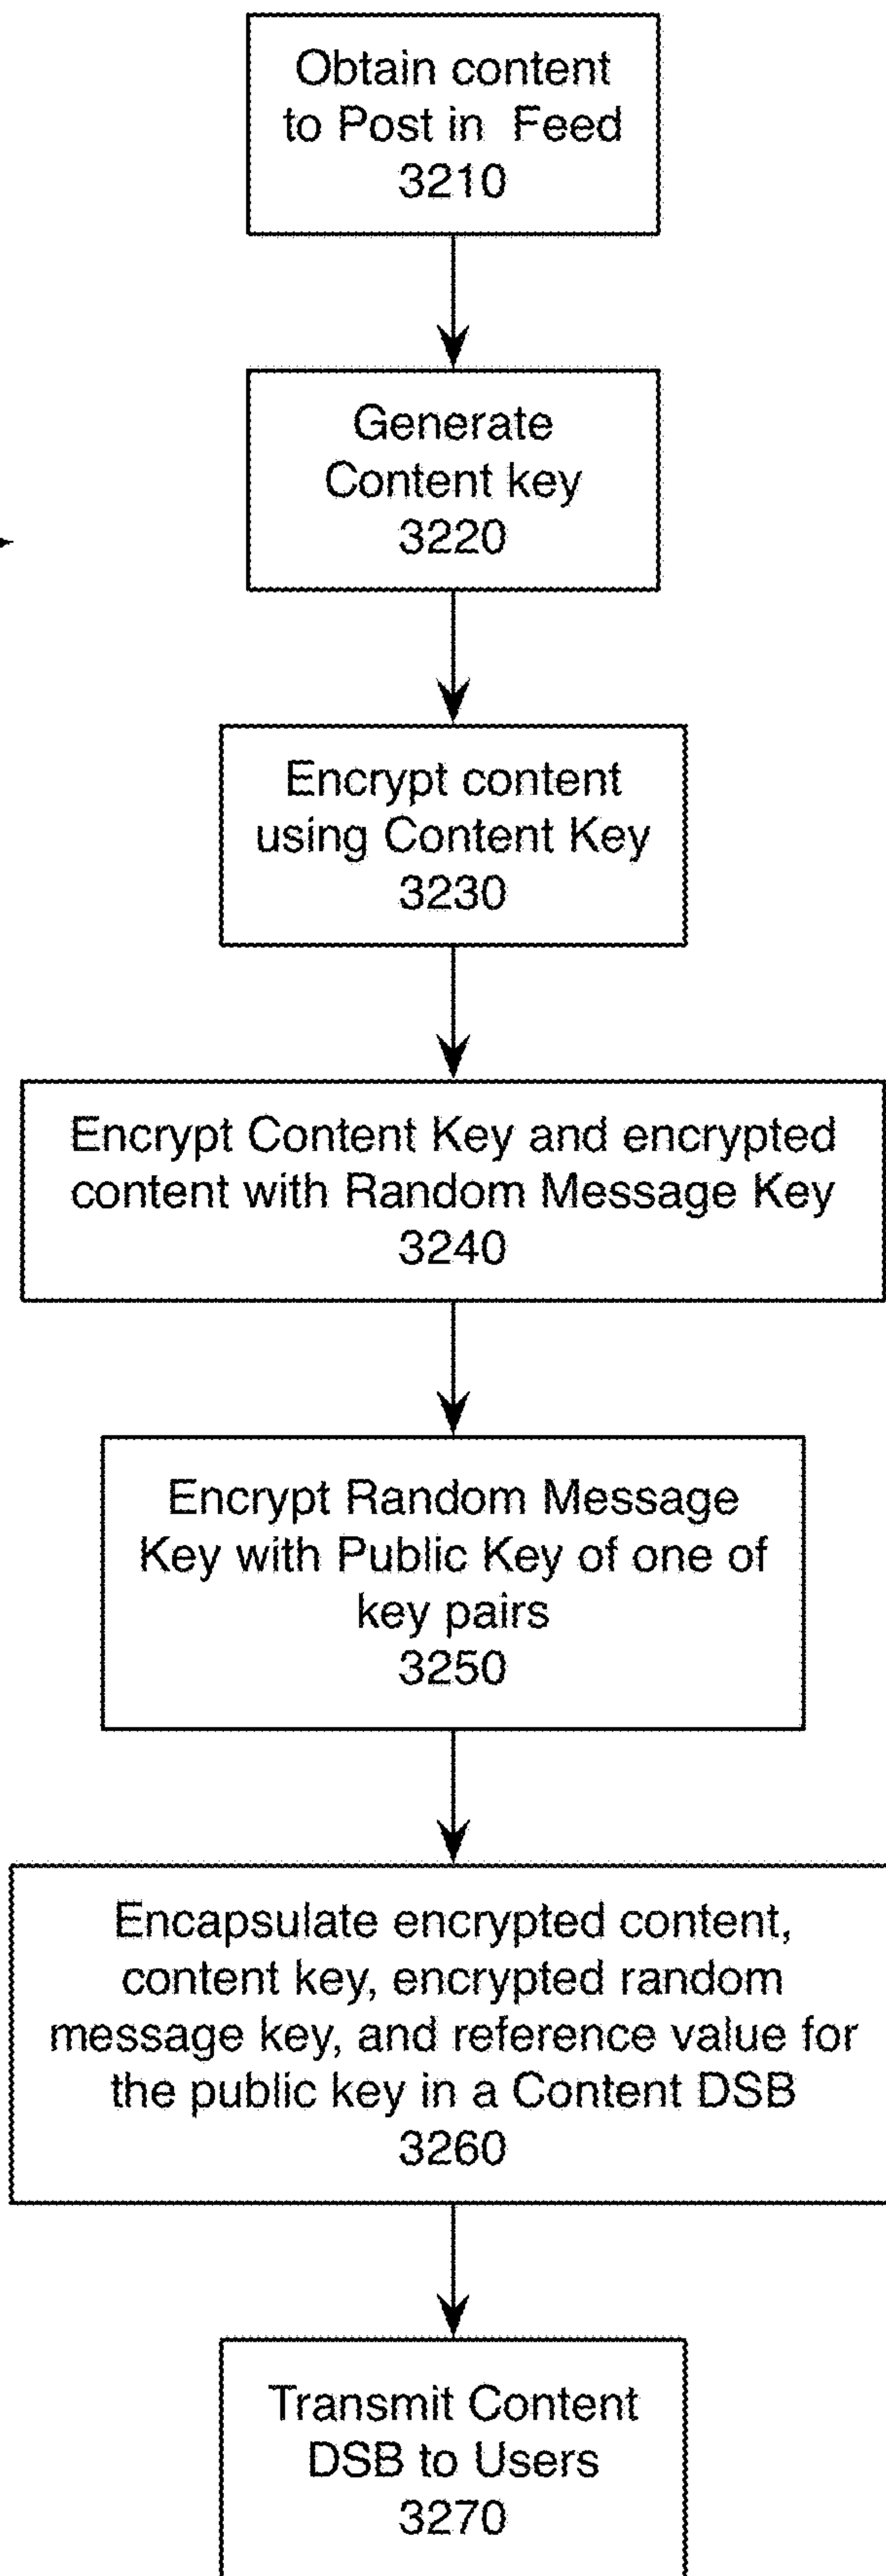 Obtain content
to Post in Feed
3210
Generate
Content key
3220
Encrypt content
using Content Key
3230
Encrypt Content Key and encrypted
content with Random Message Key
3240
Encrypt Random Message
Key with Public Key of one of
key pairs
3250
Encapsulate encrypted content,
content key, encrypted random
message key, and reference value for
the public key in a Content DSB
3260
Transmit Content
DSB to Users
3270